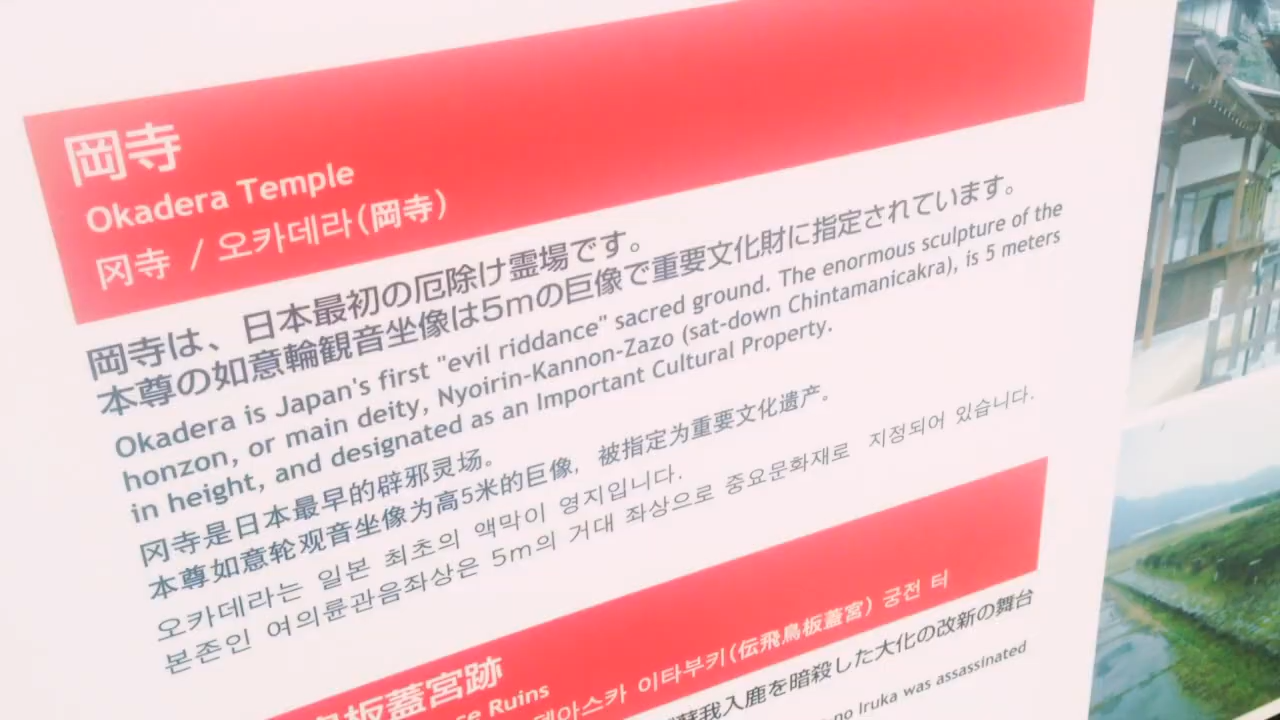 岡寺
Okadera Temple
冈寺 / 오카데라(岡寺)
岡寺は、日本最初の厄除け霊場です。
本尊の如意輪観音坐像は5mの巨像で重要文化財に指定されています。
Okadera is Japan's first "evil riddance" sacred ground. The enormous sculpture of the
honzon, or main deity, Nyoirin-Kannon-Zazo (sat-down Chintamanicakra), is 5 meters
in height, and designated as an Important Cultural Property.
冈寺是日本最早的辟邪灵场。
本尊如意轮观音坐像为高5米的巨像，被指定为重要文化遗产。
오카데라는 일본 최초의 액막이 영지입니다.
본존인 여의륜관음좌상은 5m의 거대 좌상으로 중요문화재로 지정되어 있습니다.
鳥板蓋宮跡
Ruins
데아스카 이타부키(伝飛鳥板蓋宮) 궁전 터
蘇我入鹿を暗殺した大化の改新の舞台
no Iruka was assassinated